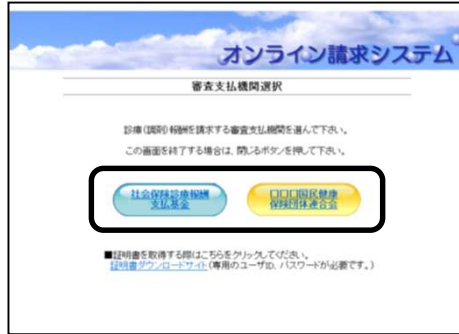 オンライン請求システム
審査支払機関選択
診療(調剤)報酬を請求する審査支払機関を選んで下さい。
この画面を終了する場合は、閉じるボタンを押して下さい。
社会保険診療報酬
支払基金
□□□国民健康
保険団体連合会
■証明書を取得する際はこちらをクリックしてください。
証明書ダウンロードサイト(専用のユーザID、パスワードが必要です。)